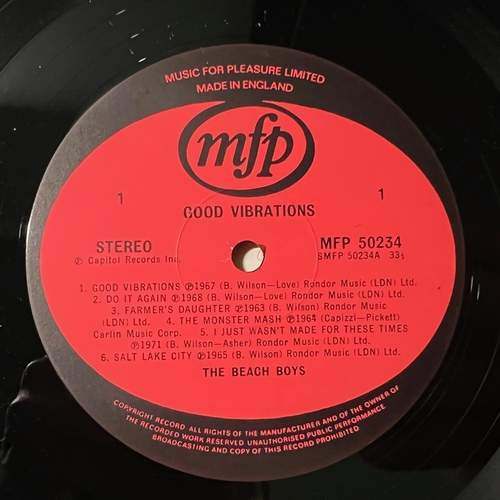 MUSIC FOR PLEASURE LIMITED
MADE IN ENGLAND
mfp
1 1
GOOD VIBRATIONS
STEREO MFP 50234
℗ Capitol Records Inc. SMFP 50234A 33⅓
1. GOOD VIBRATIONS ℗1967 (B. Wilson—Love) Rondor Music (LDN) Ltd.
2. DO IT AGAIN ℗1968 (B. Wilson—Love) Rondor Music (LDN) Ltd.
3. FARMER'S DAUGHTER ℗1963 (B. Wilson) Rondor Music
(LDN) Ltd. 4. THE MONSTER MASH ℗1964 (Capizzi—Pickett)
Carlin Music Corp. 5. I JUST WASN'T MADE FOR THESE TIMES
℗1971 (B. Wilson—Asher) Rondor Music (LDN) Ltd.
6. SALT LAKE CITY ℗1965 (B. Wilson) Rondor Music (LDN) Ltd.
THE BEACH BOYS
COPYRIGHT RECORD ALL RIGHTS OF THE MANUFACTURER AND OF THE OWNER OF
THE RECORDED WORK RESERVED UNAUTHORISED PUBLIC PERFORMANCE
BROADCASTING AND COPY OF THIS RECORD PROHIBITED